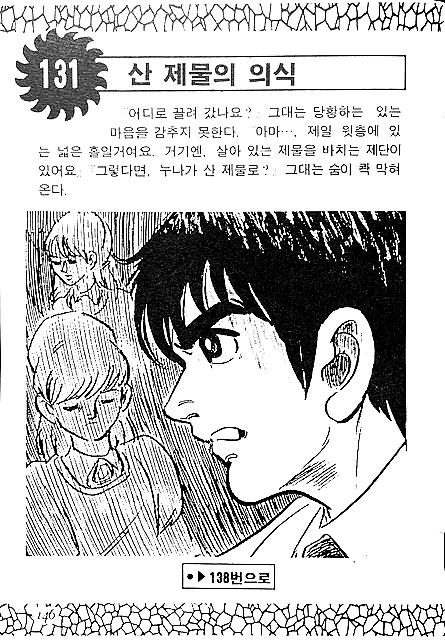 131 산 제물의 의식
『어디로 끌려 갔나요?』 그대는 당황하는 있는
마음을 감추지 못한다. 『아마…, 제일 윗층에 있
는 넓은 홀일거여요. 거기엔, 살아 있는 제물을 바치는 제단이
있어요』『그렇다면, 누나가 산 제물로?』 그대는 숨이 콱 막혀
온다.
●▶138번으로
146